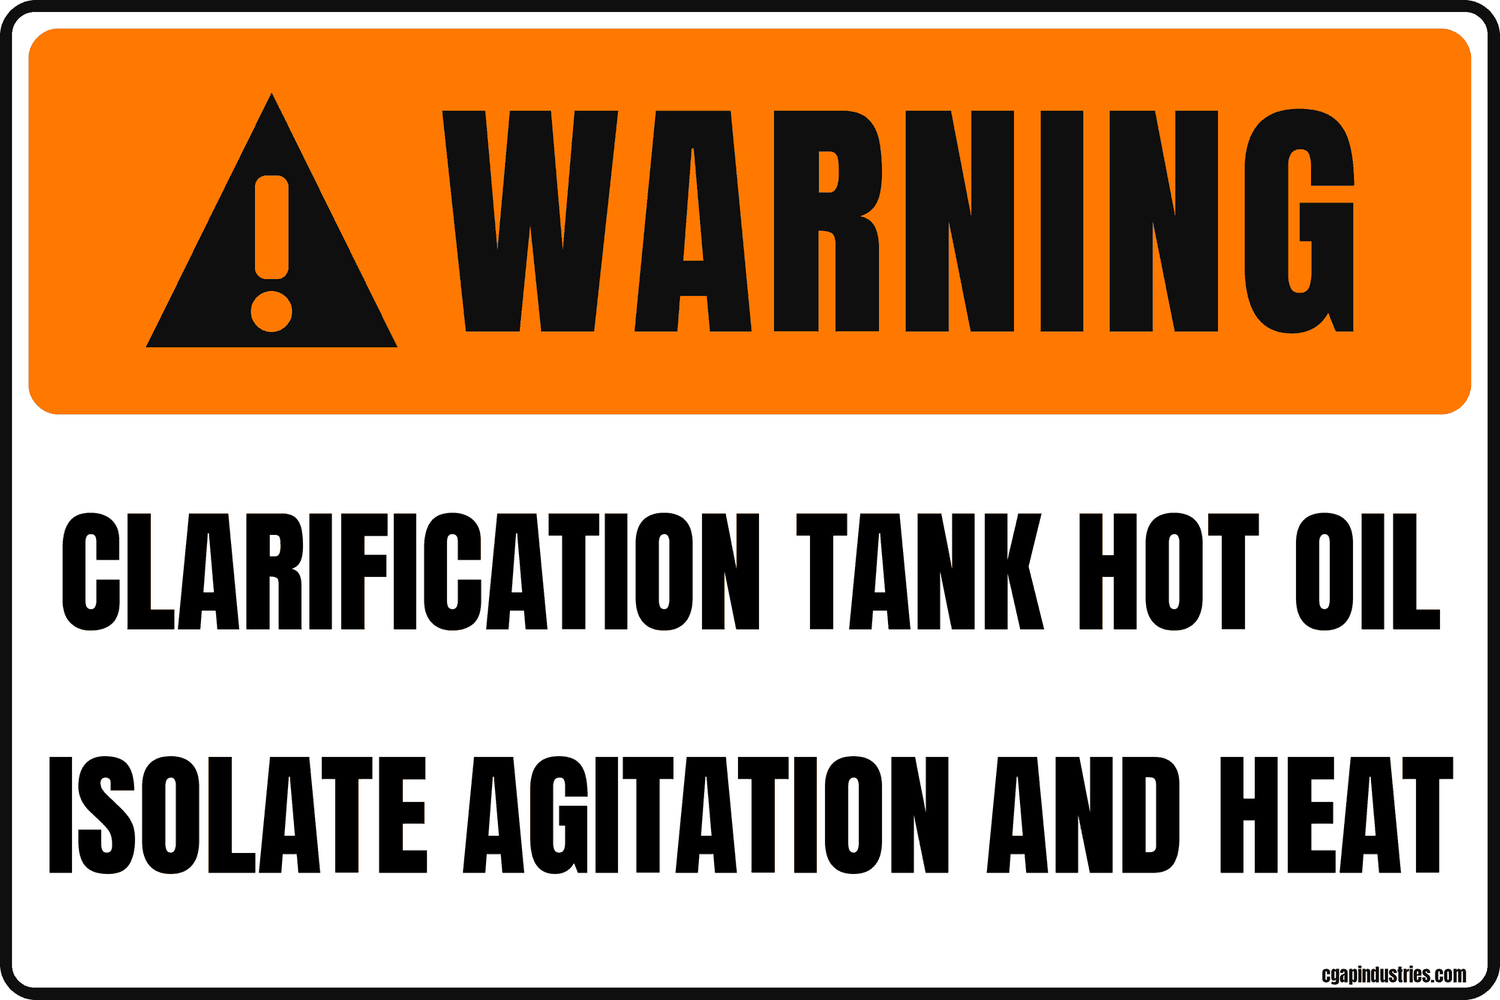 WARNING
CLARIFICATION TANK HOT OIL
ISOLATE AGITATION AND HEAT
cgapindustries.com